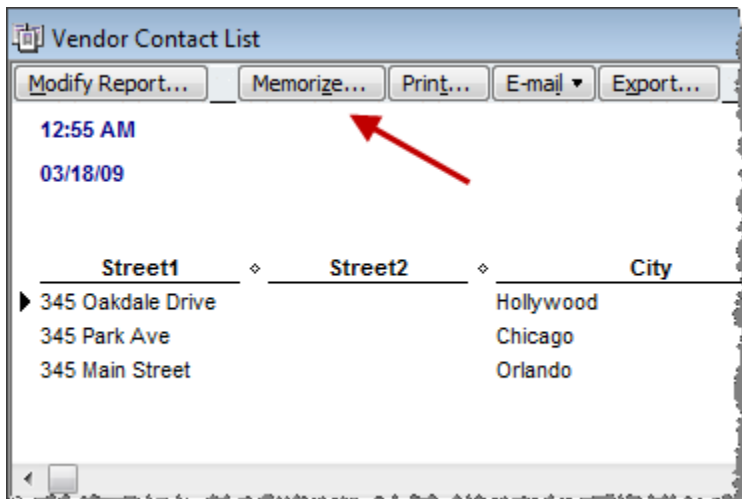 Vendor Contact List
Modify Report... Memorize... Print... E-mail Export...
12:55 AM
03/18/09
Street1 Street2 City
345 Oakdale Drive Hollywood
345 Park Ave Chicago
345 Main Street Orlando